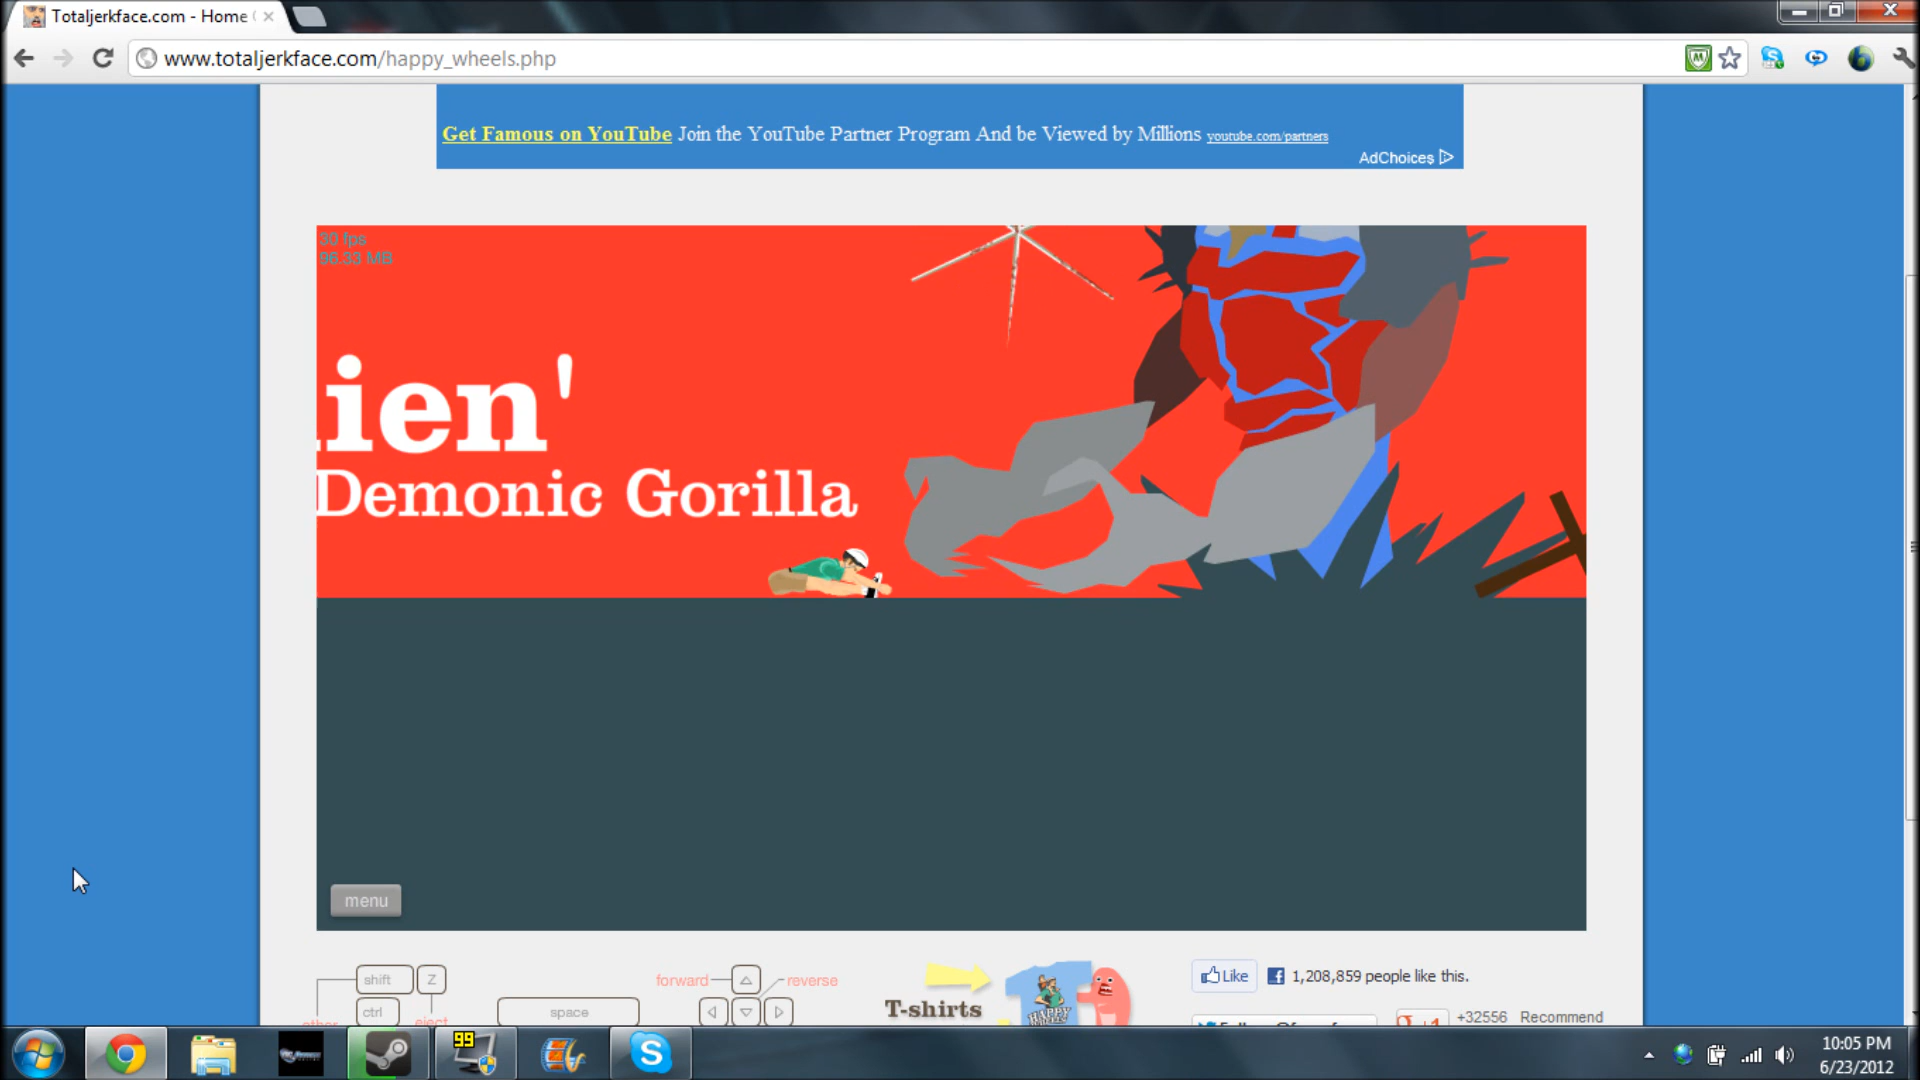 Totaljerkface.com - Home
www.totaljerkface.com/happy_wheels.php
Get Famous on YouTube Join the YouTube Partner Program And be Viewed by Millions youtube.com/partners
AdChoices
30 fps
96.33 MB
ien'
Demonic Gorilla
menu
shift Z
ctrl
space
forward
reverse
T-shirts
HAPPY
Like
1,208,859 people like this.
+32556 Recommend
99
10:05 PM
6/23/2012